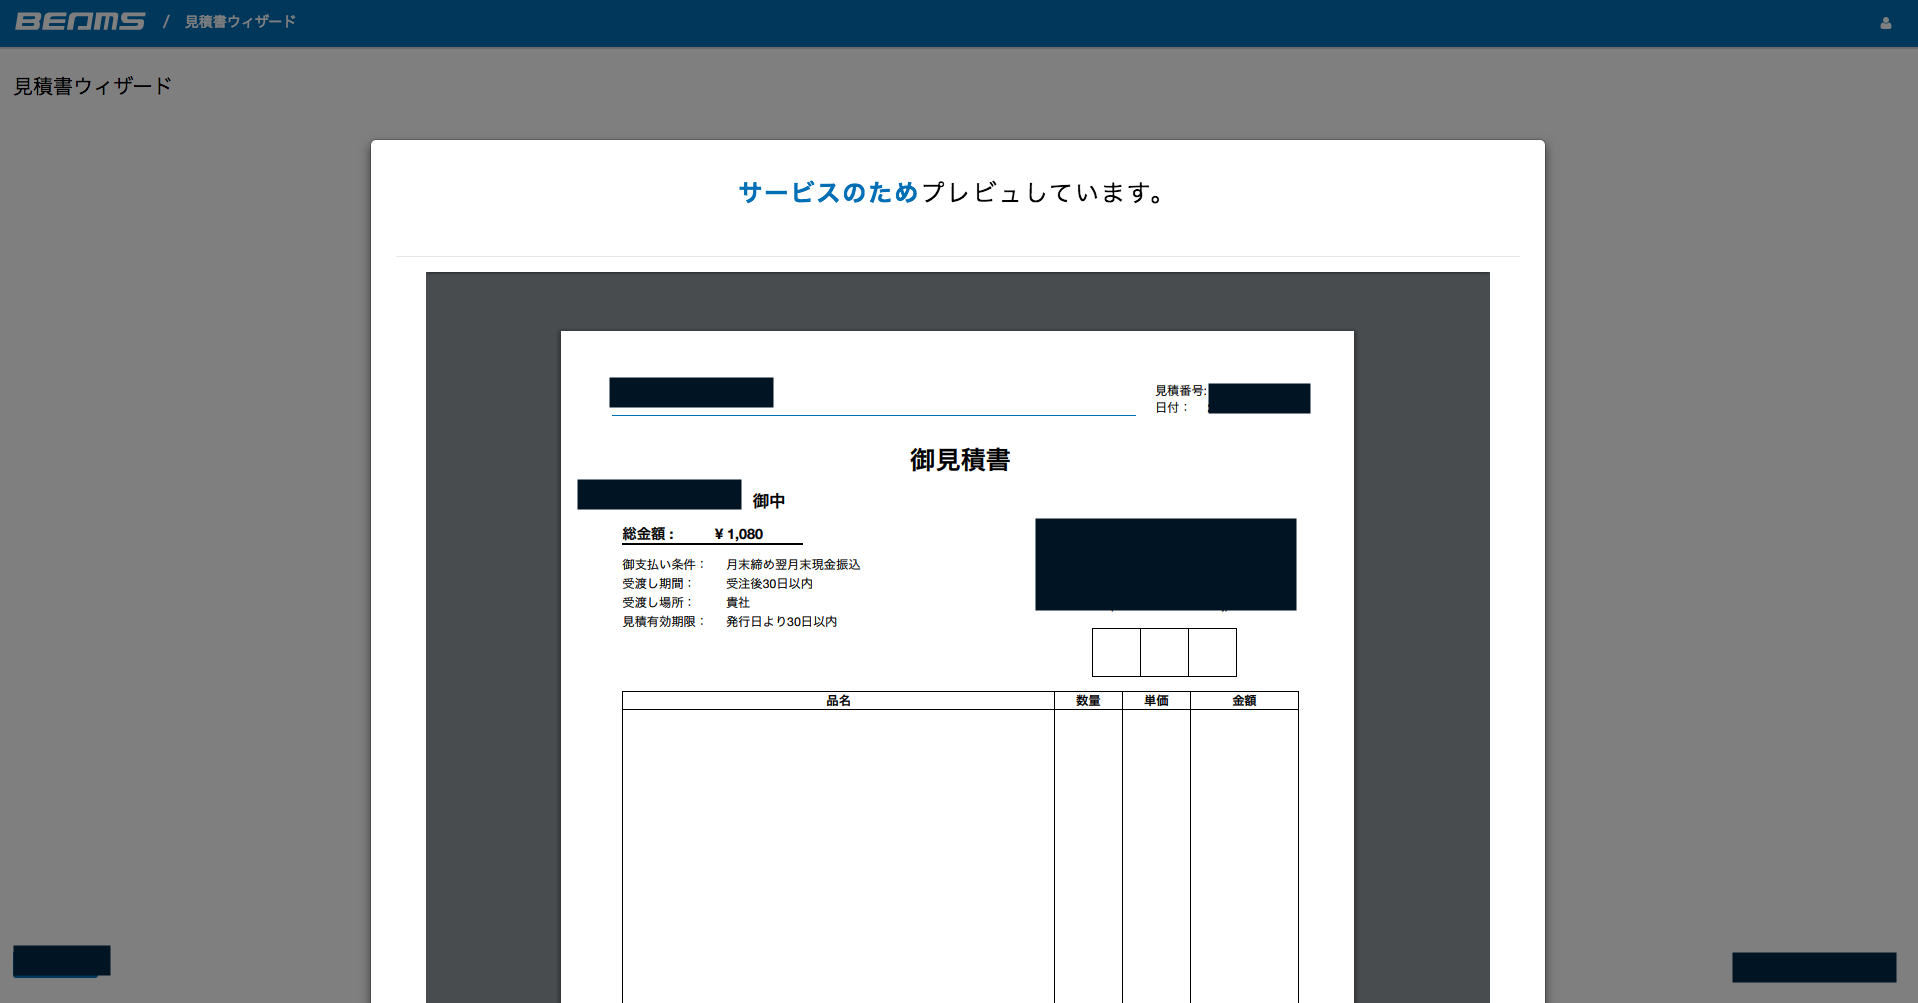 BEAMS / 見積書ウィザード
見積書ウィザード
サービスのためプレビュしています。
見積番号:
日付：
御見積書
御中
総金額： ¥ 1,080
御支払い条件： 月末締め翌月末現金振込
受渡し期間： 受注後30日以内
受渡し場所： 貴社
見積有効期限： 発行日より30日以内
品名 数量 単価 金額